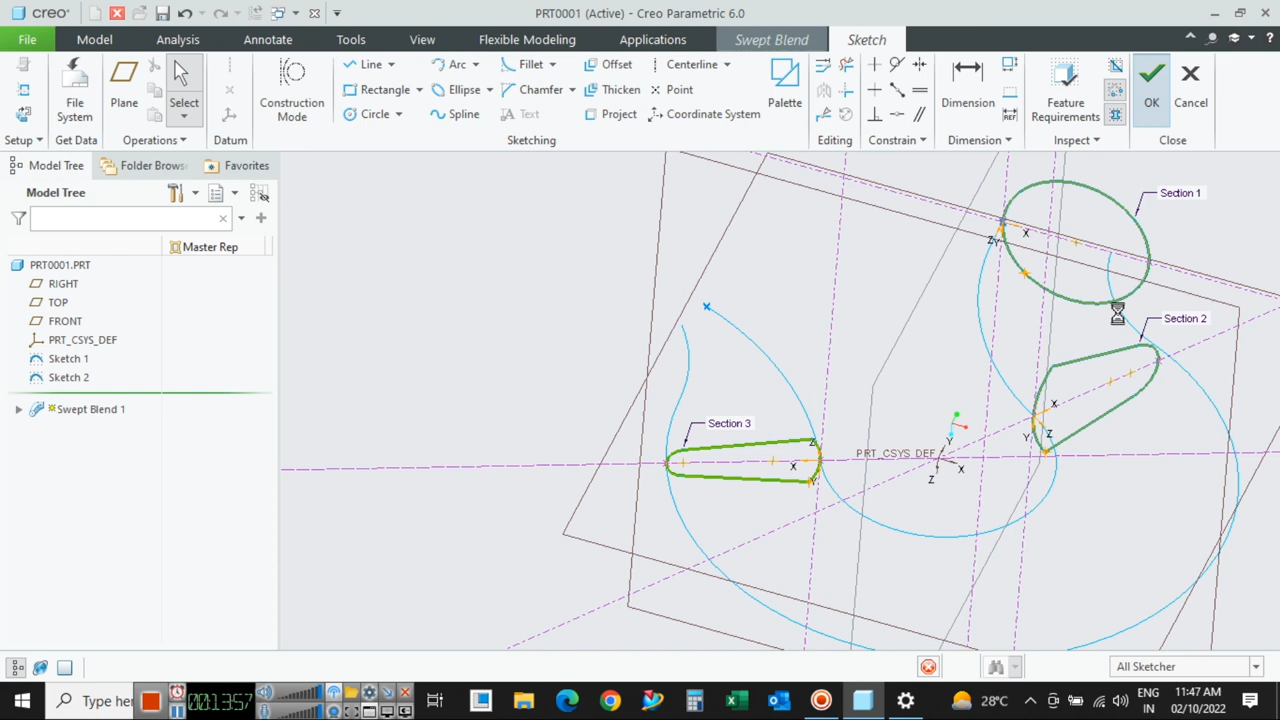 creo
PRT0001 (Active) - Creo Parametric 6.0
File
Model
Analysis
Annotate
Tools
View
Flexible Modeling
Applications
Swept Blend
Sketch
File System
Plane
Select
Construction Mode
Line
Arc
Fillet
Offset
Centerline
Rectangle
Ellipse
Chamfer
Thicken
Point
Circle
Spline
Text
Project
Coordinate System
Palette
Dimension
Feature Requirements
OK
Cancel
Setup
Get Data
Operations
Datum
Sketching
Editing
Constrain
Dimension
Inspect
Close
Model Tree
Folder Brows
Favorites
Model Tree
Master Rep
PRT0001.PRT
RIGHT
TOP
FRONT
PRT_CSYS_DEF
Sketch 1
Sketch 2
Swept Blend 1
Section 1
X
ZY
Section 2
X
Y
Z
Section 3
Z
X
Y
Y
PRT_CSYS_DEF
X
Z
All Sketcher
Type her
00:13:57
28°C
ENG
IN
11:47 AM
02/10/2022